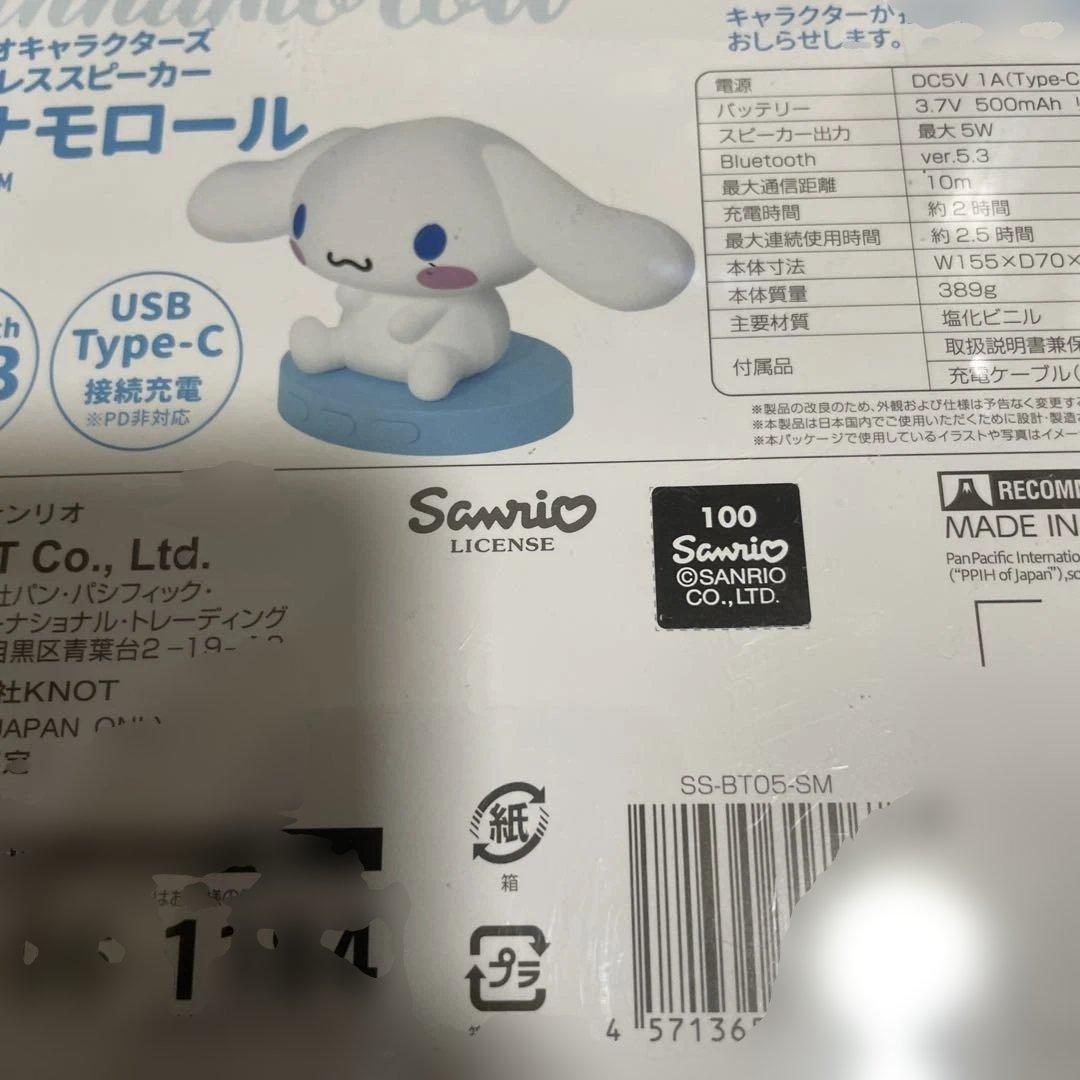 キャラクターが
おしらせします。
オキャラクターズ
レススピーカー
ナモロール
M
USB
Type-C
接続充電
※PD非対応
電源 DC5V 1A(Type-C
バッテリー 3.7V 500mAh
スピーカー出力 最大5W
Bluetooth ver.5.3
最大通信距離 10m
充電時間 約2時間
最大連続使用時間 約2.5時間
本体寸法 W155×D70×
本体質量 389g
主要材質 塩化ビニル
付属品 取扱説明書兼保
充電ケーブル(
※製品の改良のため、外観および仕様は予告なく変更する
※本製品は日本国内でご使用いただくために設計・製造
※本パッケージで使用しているイラストや写真はイメー
ンリオ
T Co., Ltd.
社パン・パシフィック・
ーナショナル・トレーディング
目黒区青葉台2-19-
社KNOT
JAPAN
定
Sanrio
LICENSE
100
Sanrio
©SANRIO
CO.,LTD.
RECOMM
MADE IN
Pan Pacific Internatio
("PPIH of Japan"),so
紙
箱
プラ
SS-BT05-SM
4 571365